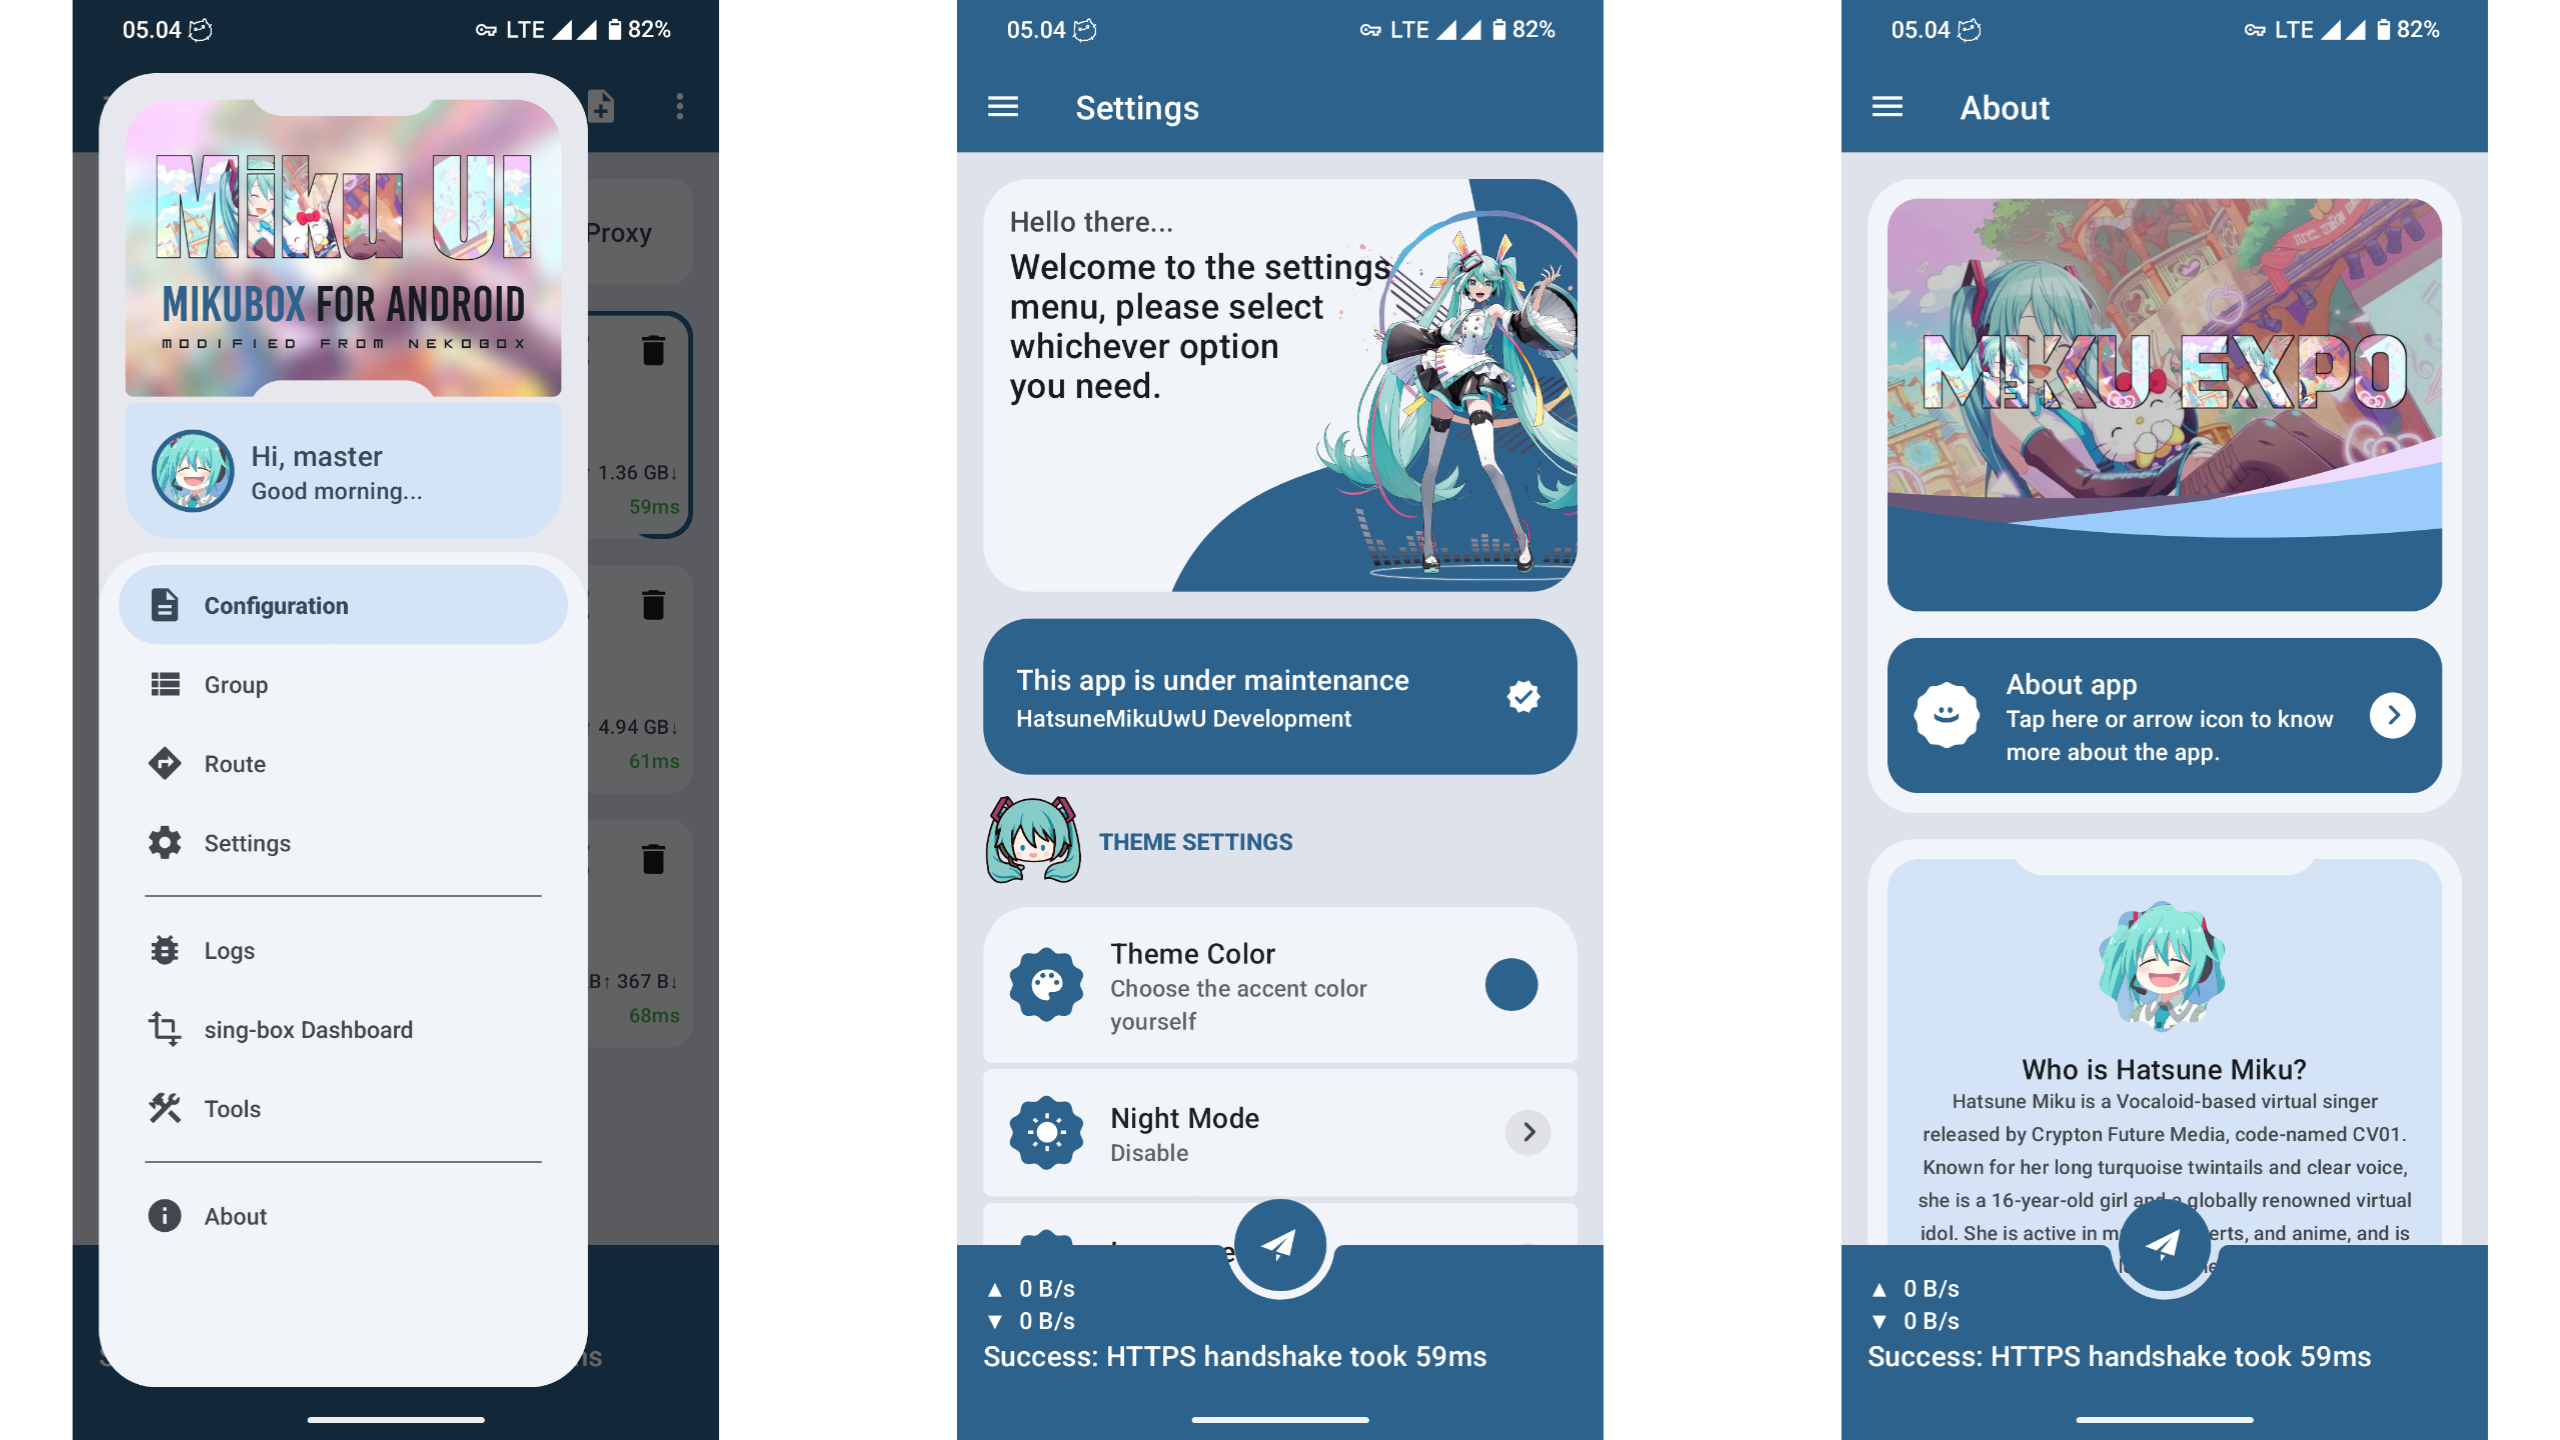 05.04
LTE
82%
Miku UI
MIKUBOX FOR ANDROID
MODIFIED FROM NEKOBOX
Hi, master
Good morning...
Configuration
Group
Route
Settings
Logs
sing-box Dashboard
Tools
About
Proxy
1.36 GB↓
59ms
4.94 GB↓
61ms
B↑ 367 B↓
68ms
05.04
LTE
82%
Settings
Hello there...
Welcome to the settings
menu, please select
whichever option
you need.
This app is under maintenance
HatsuneMikuUwU Development
THEME SETTINGS
Theme Color
Choose the accent color
yourself
Night Mode
Disable
▲ 0 B/s
▼ 0 B/s
Success: HTTPS handshake took 59ms
05.04
LTE
82%
About
MIKU EXPO
About app
Tap here or arrow icon to know
more about the app.
Who is Hatsune Miku?
Hatsune Miku is a Vocaloid-based virtual singer
released by Crypton Future Media, code-named CV01.
Known for her long turquoise twintails and clear voice,
she is a 16-year-old girl and a globally renowned virtual
idol. She is active in erts, and anime, and is
▲ 0 B/s
▼ 0 B/s
Success: HTTPS handshake took 59ms